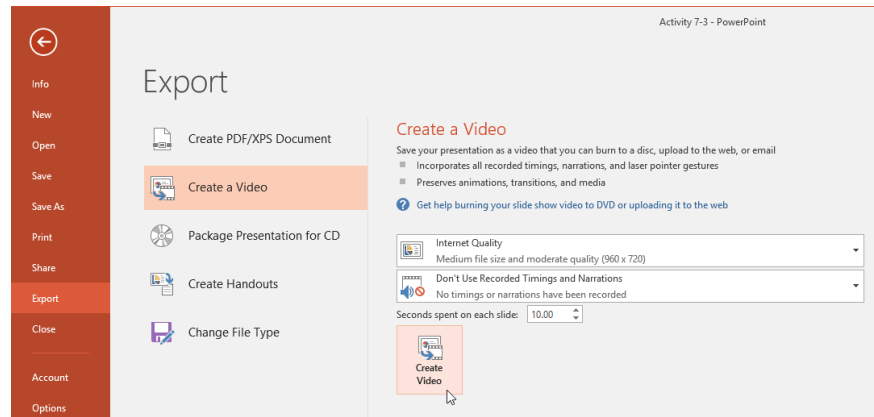 Activity 7-3 - PowerPoint
Info
New
Open
Save
Save As
Print
Share
Export
Close
Account
Options
Export
Create PDF/XPS Document
Create a Video
Package Presentation for CD
Create Handouts
Change File Type
Create a Video
Save your presentation as a video that you can burn to a disc, upload to the web, or email
Incorporates all recorded timings, narrations, and laser pointer gestures
Preserves animations, transitions, and media
Get help burning your slide show video to DVD or uploading it to the web
Internet Quality
Medium file size and moderate quality (960 x 720)
Don't Use Recorded Timings and Narrations
No timings or narrations have been recorded
Seconds spent on each slide: 10.00
Create
Video